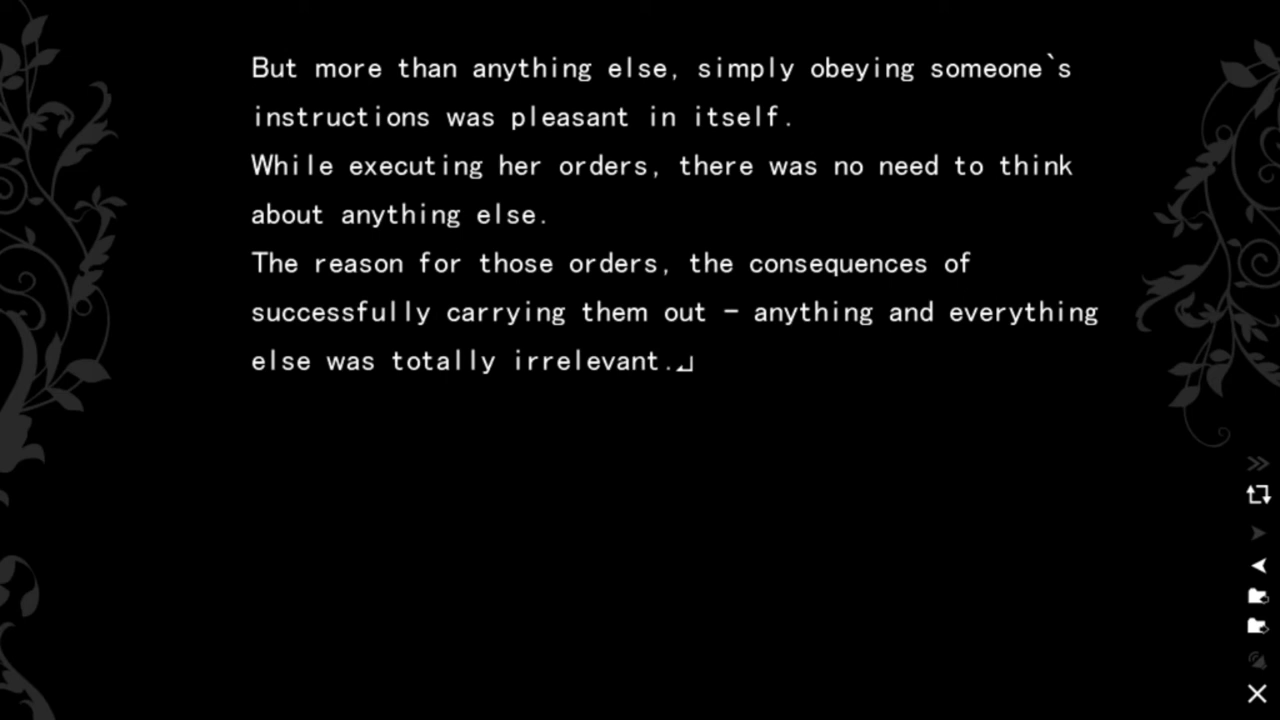 But more than anything else, simply obeying someone`s
instructions was pleasant in itself.
While executing her orders, there was no need to think
about anything else.
The reason for those orders, the consequences of
successfully carrying them out – anything and everything
else was totally irrelevant.